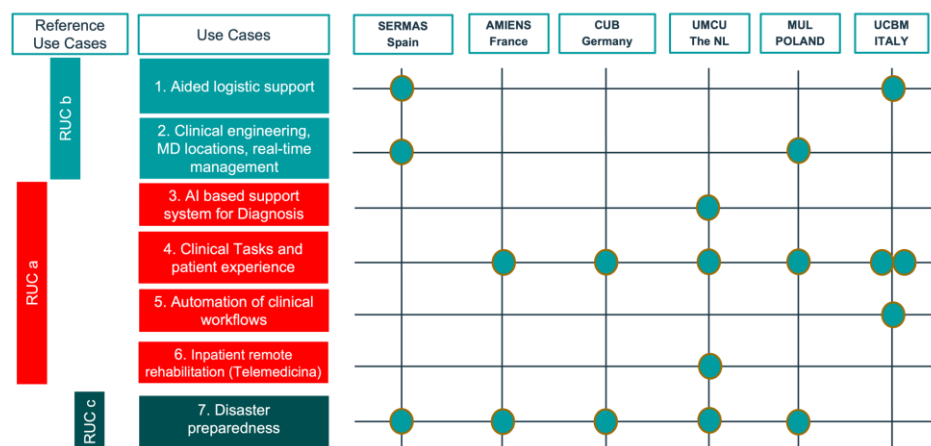 Reference
Use Cases
Use Cases
SERMAS
Spain
AMIENS
France
CUB
Germany
UMCU
The NL
MUL
POLAND
UCBM
ITALY
RUC b
1. Aided logistic support
2. Clinical engineering,
MD locations, real-time
management
RUC a
3. AI based support
system for Diagnosis
4. Clinical Tasks and
patient experience
5. Automation of clinical
workflows
6. Inpatient remote
rehabilitation (Telemedicina)
RUC c
7. Disaster
preparedness